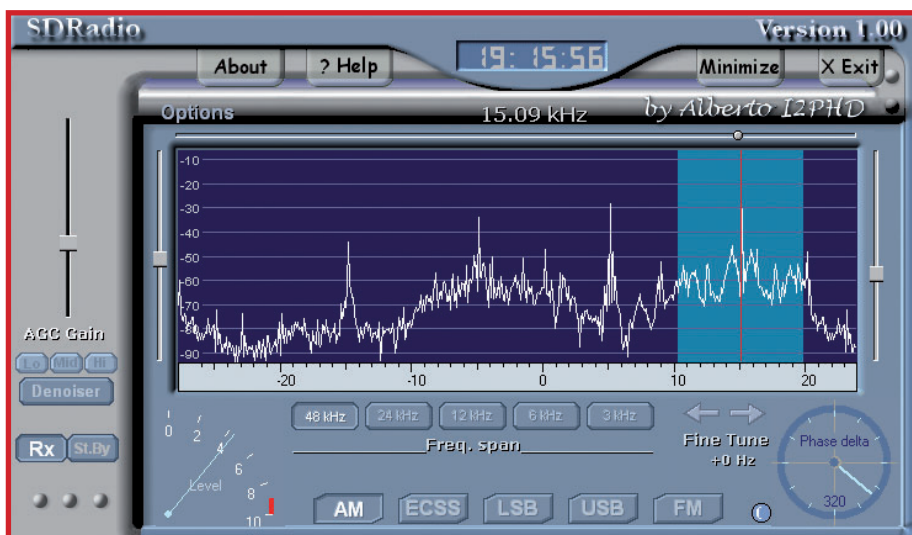 SDRadio
Version 1.00
19:15:56
About
? Help
Minimize
X Exit
Options
15.09 kHz
by Alberto I2PHD
-10
-20
-30
-40
-50
-60
-70
-80
-90
-20 -10 0 10 20
AGC Gain
Lo Mid Hi
Denoiser
Rx St.By
0 2 4 6 8 10
Level
48 kHz 24 kHz 12 kHz 6 kHz 3 kHz
Freq. span
Fine Tune
+0 Hz
Phase delta
320
AM ECSS LSB USB FM